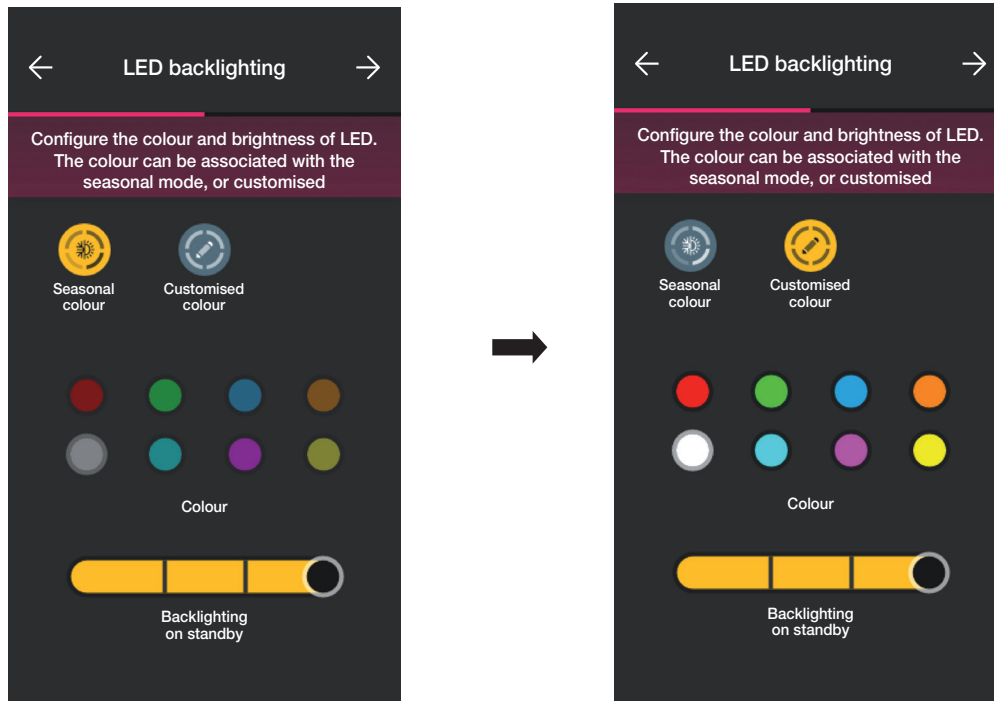 LED backlighting
Configure the colour and brightness of LED.
The colour can be associated with the
seasonal mode, or customised
Seasonal
colour
Customised
colour
Colour
Backlighting
on standby
LED backlighting
Configure the colour and brightness of LED.
The colour can be associated with the
seasonal mode, or customised
Seasonal
colour
Customised
colour
Colour
Backlighting
on standby